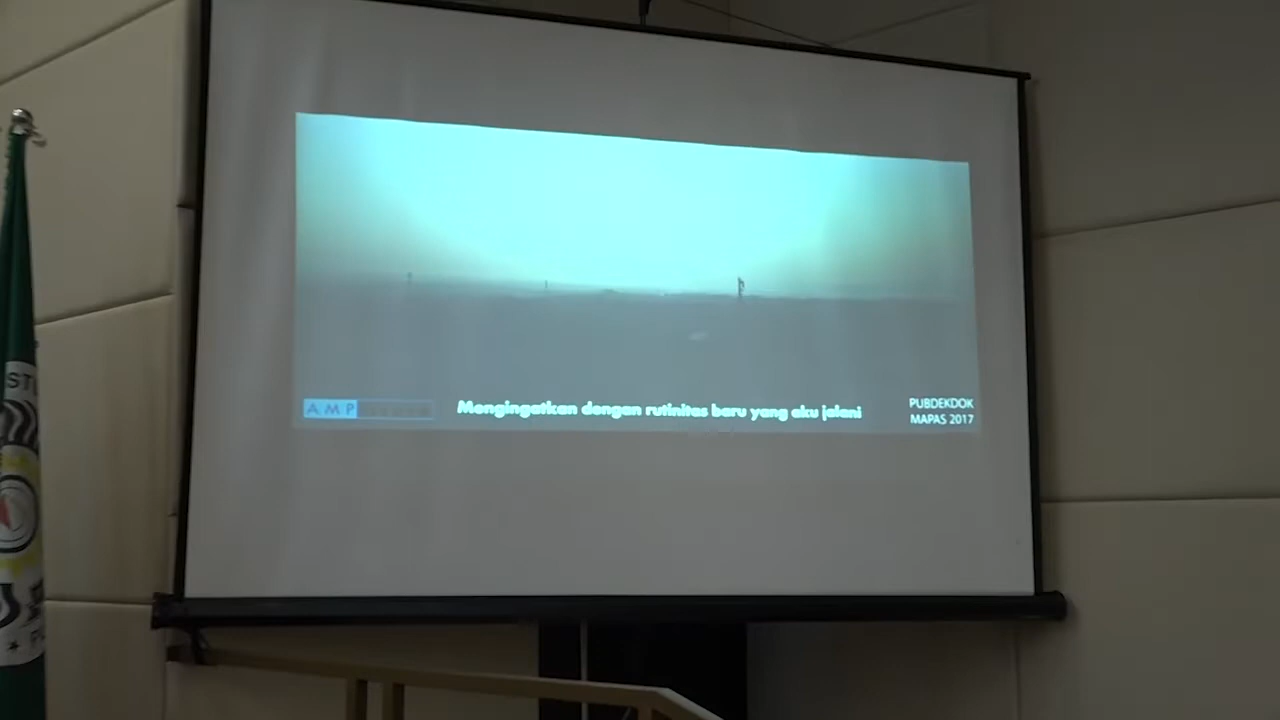 AMP
Mengingatkan dengan rutinitas baru yang aku jalani
PUBDEKDOK
MAPAS 2017